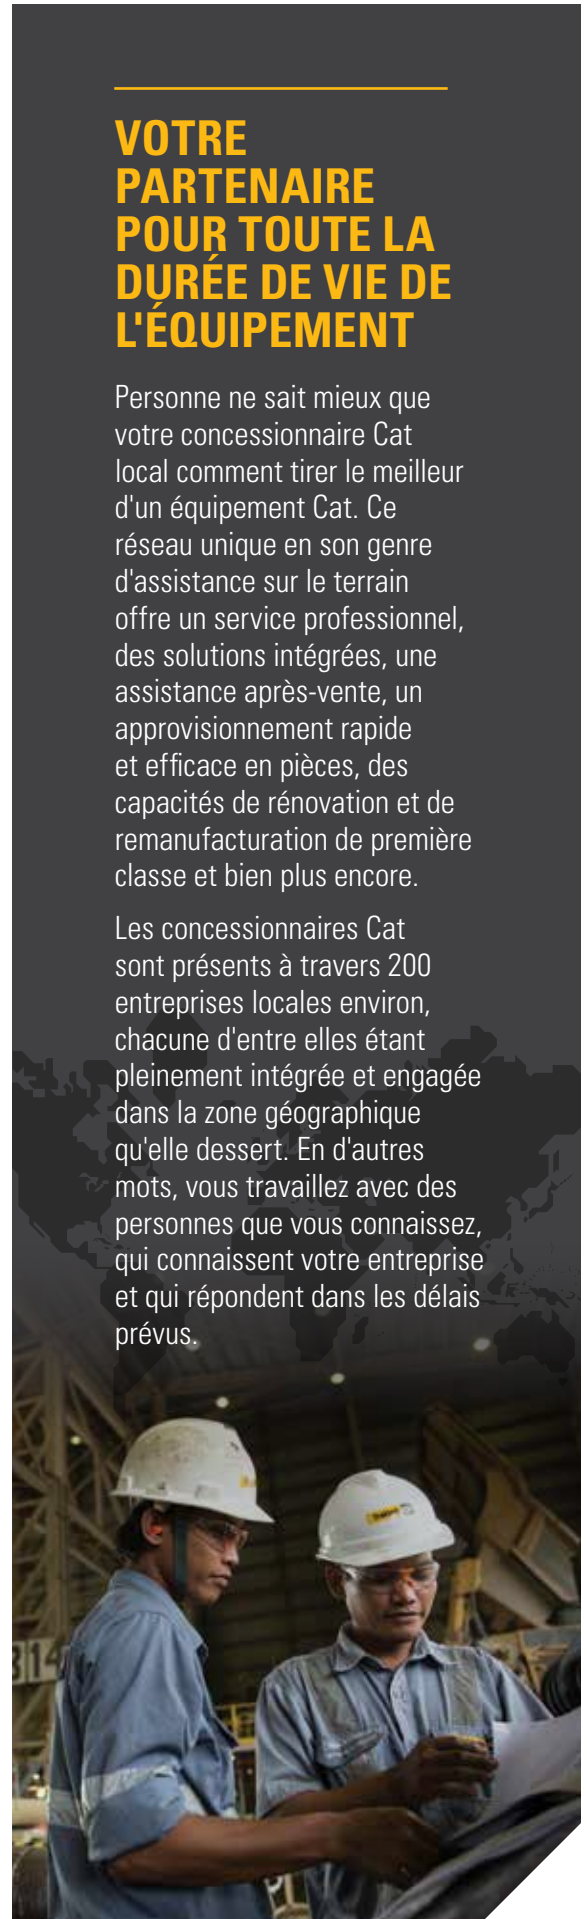 VOTRE
PARTENAIRE
POUR TOUTE LA
DURÉE DE VIE DE
L'ÉQUIPEMENT
Personne ne sait mieux que
votre concessionnaire Cat
local comment tirer le meilleur
d'un équipement Cat. Ce
réseau unique en son genre
d'assistance sur le terrain
offre un service professionnel,
des solutions intégrées, une
assistance après-vente, un
approvisionnement rapide
et efficace en pièces, des
capacités de rénovation et de
remanufacturation de première
classe et bien plus encore.
Les concessionnaires Cat
sont présents à travers 200
entreprises locales environ,
chacune d'entre elles étant
pleinement intégrée et engagée
dans la zone géographique
qu'elle dessert. En d'autres
mots, vous travaillez avec des
personnes que vous connaissez,
qui connaissent votre entreprise
et qui répondent dans les délais
prévus.
314